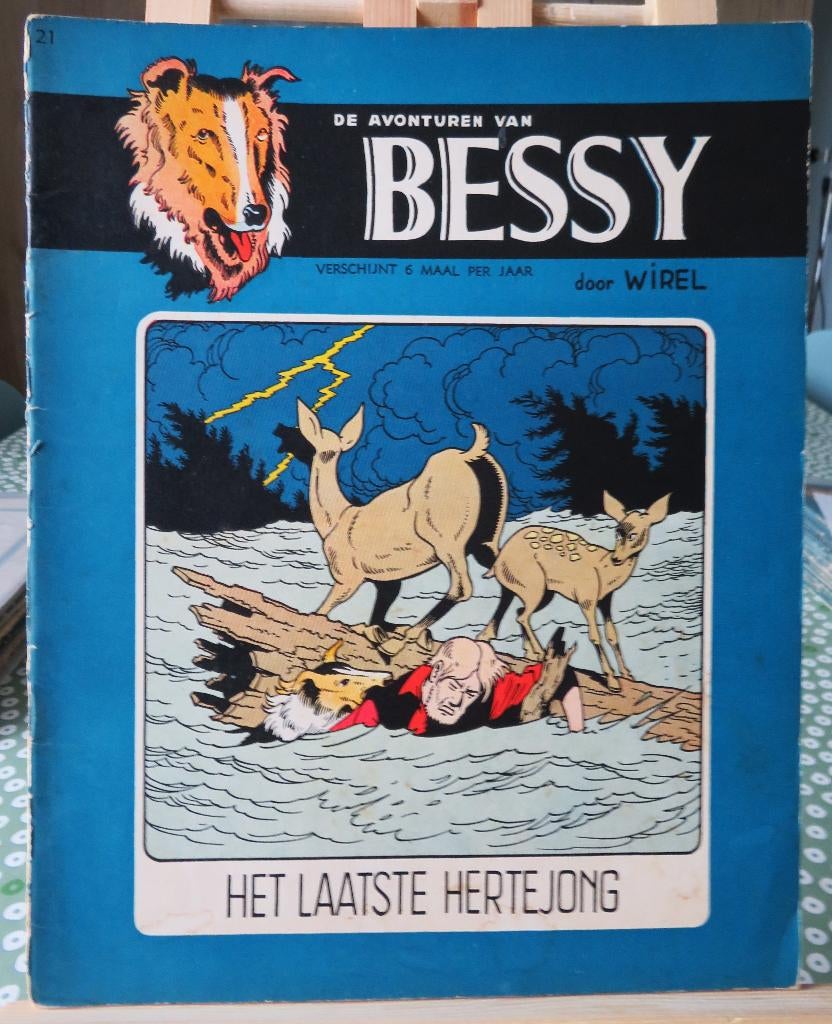 21
DE AVONTUREN VAN
BESSY
VERSCHIJNT 6 MAAL PER JAAR
door WiREL
HET LAATSTE HERTEJONG